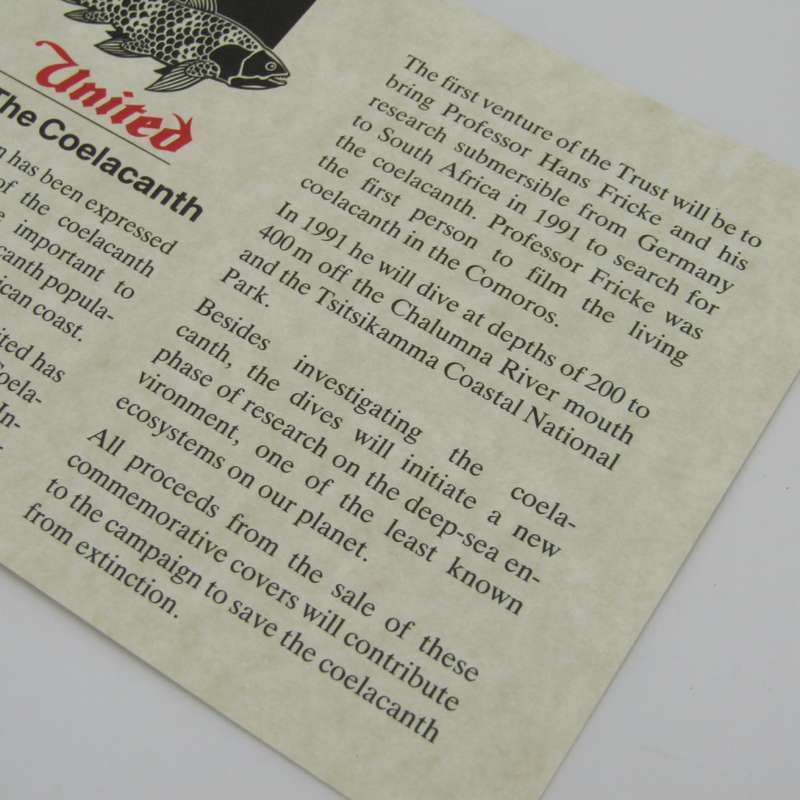 United
The Coelacanth
has been expressed
of the coelacanth
important to
canth popula-
ican coast.
ited has
Coela-
In-
The first venture of the Trust will be to
bring Professor Hans Fricke and his
research submersible from Germany
to South Africa in 1991 to search for
the coelacanth. Professor Fricke was
the first person to film the living
coelacanth in the Comoros.
In 1991 he will dive at depths of 200 to
400 m off the Chalumna River mouth
and the Tsitsikamma Coastal National
Park.
Besides investigating the coela-
canth, the dives will initiate a new
phase of research on the deep-sea en-
vironment, one of the least known
ecosystems on our planet.
All proceeds from the sale of these
commemorative covers will contribute
to the campaign to save the coelacanth
from extinction.